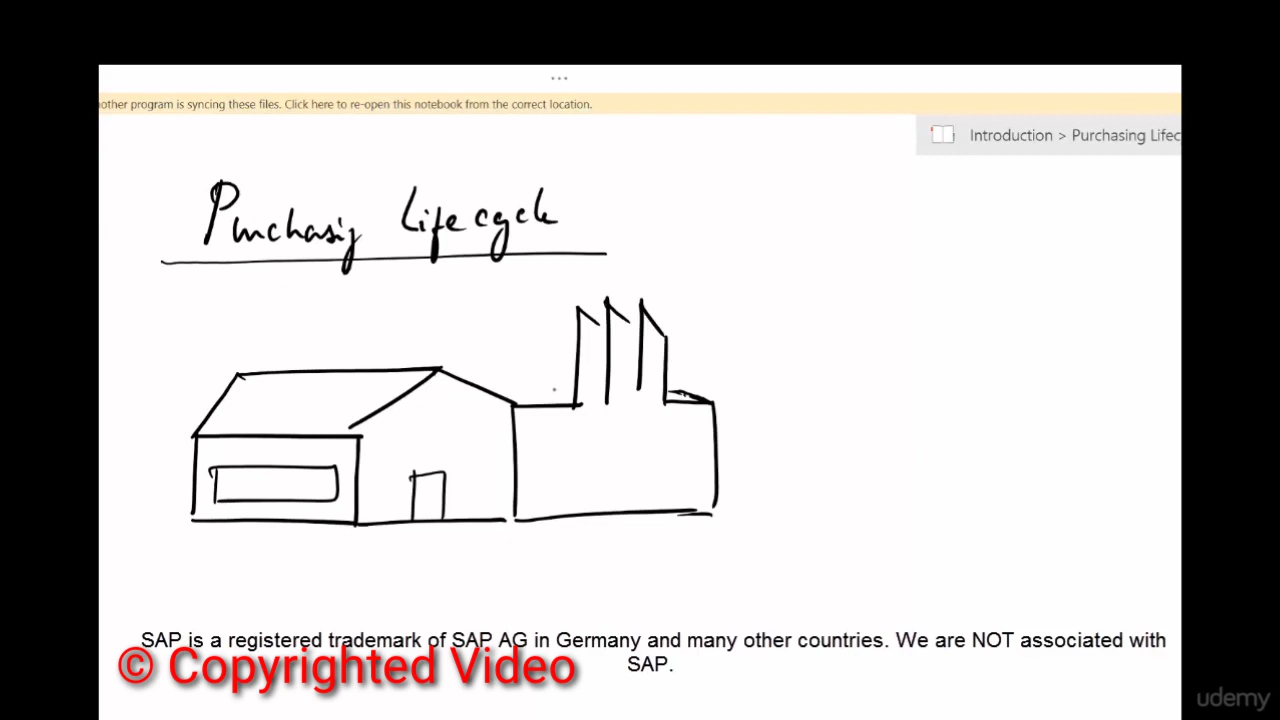 ...
other program is syncing these files. Click here to re-open this notebook from the correct location.
Introduction > Purchasing Lifec
Purchasig Lifecycle
SAP is a registered trademark of SAP AG in Germany and many other countries. We are NOT associated with
SAP.
© Copyrighted Video
udemy